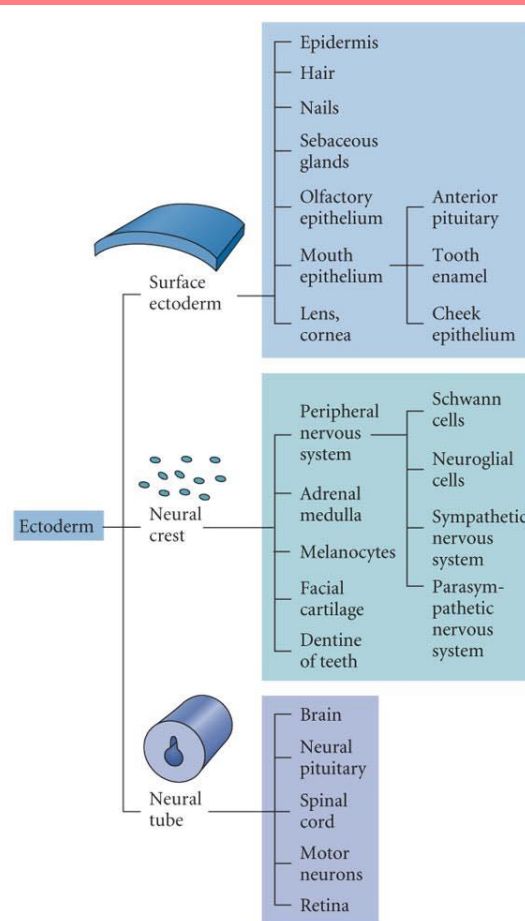 Epidermis
Hair
Nails
Sebaceous
glands
Olfactory
epithelium
Anterior
pituitary
Mouth
epithelium
Tooth
enamel
Lens,
cornea
Cheek
epithelium
Surface
ectoderm
Peripheral
nervous
system
Schwann
cells
Neuroglial
cells
Adrenal
medulla
Sympathetic
nervous
system
Melanocytes
Facial
cartilage
Parasym-
pathetic
nervous
system
Dentine
of teeth
Ectoderm
Neural
crest
Brain
Neural
pituitary
Spinal
cord
Motor
neurons
Retina
Neural
tube